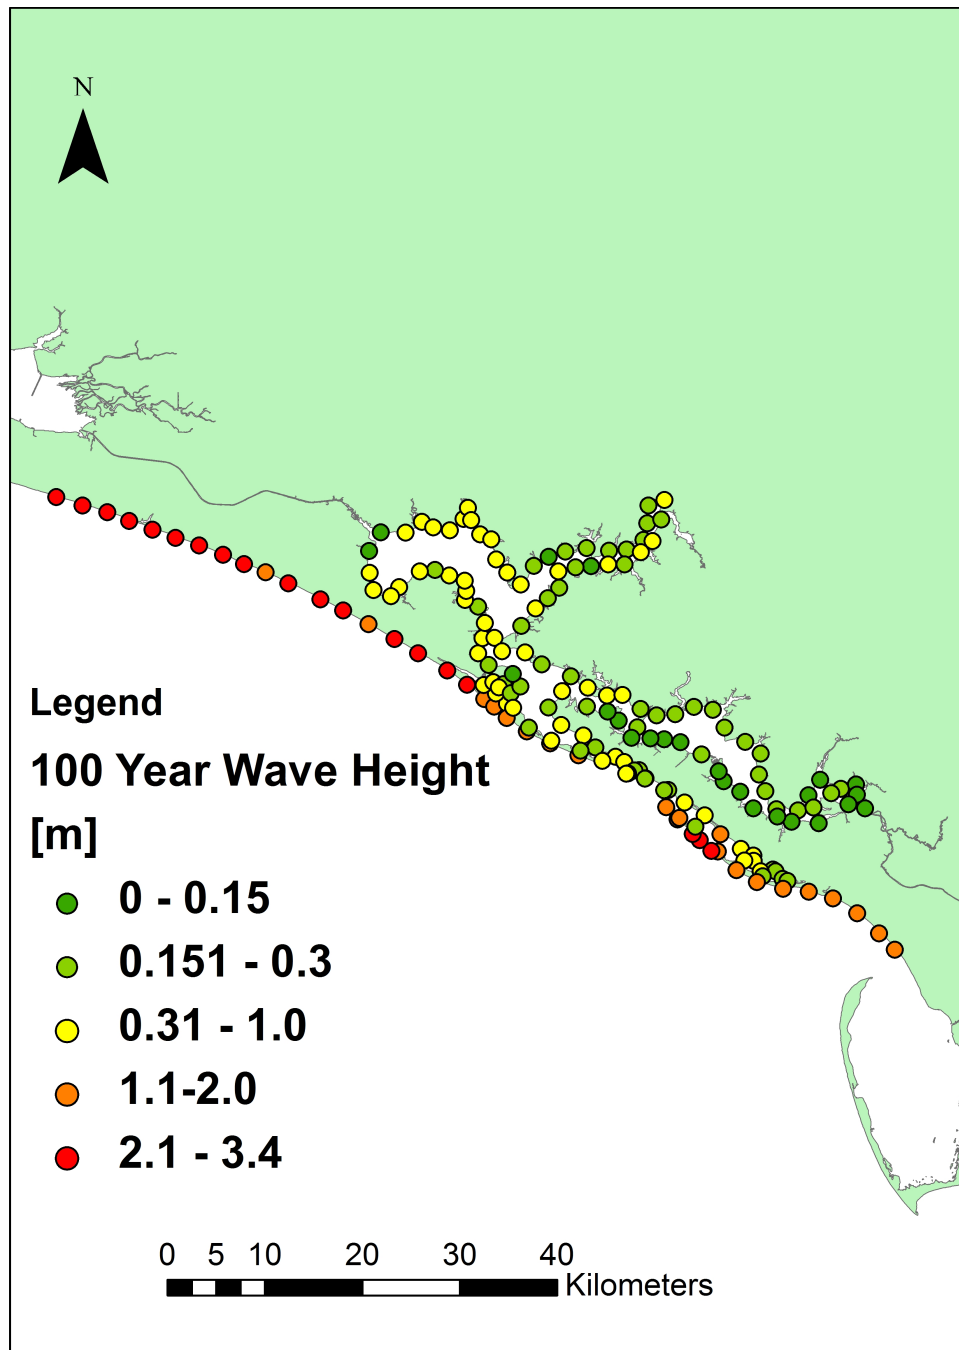 N
Legend
100 Year Wave Height
[m]
0 - 0.15
0.151 - 0.3
0.31 - 1.0
1.1-2.0
2.1 - 3.4
0 5 10 20 30 40
Kilometers